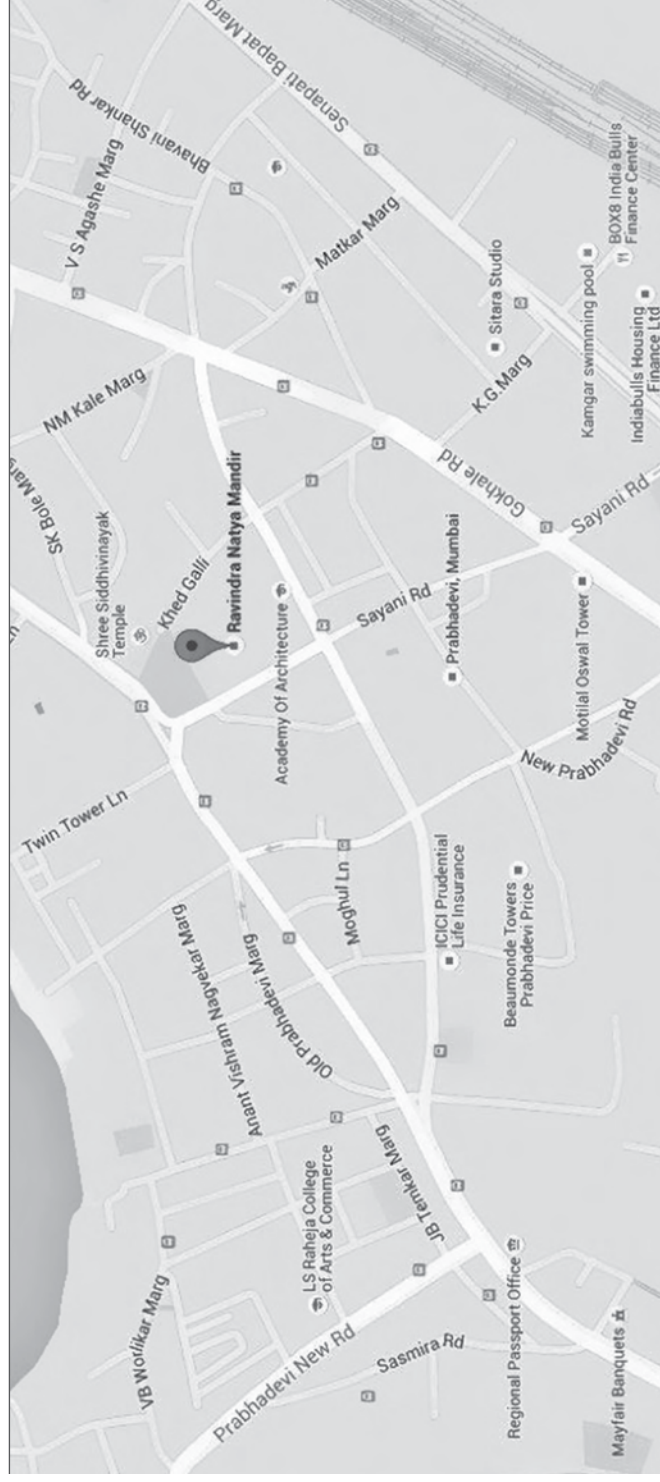 Senapati Bapat Marg
Bhavani Shankar Rd
V S Agashe Marg
Matkar Marg
BOX8 India Bulls
Finance Center
Kamgar swimming pool
Indiabulls Housing
Finance Ltd
Sitara Studio
K.G.Marg
NM Kale Marg
SK Bole Marg
Gokhale Rd
Sayani Rd
Ravindra Natya Mandir
Khed Galli
Shree Siddhivinayak
Temple
Academy Of Architecture
Sayani Rd
Prabhadevi, Mumbai
Motilal Oswal Tower
New Prabhadevi Rd
Twin Tower Ln
Moghul Ln
ICICI Prudential
Life Insurance
Beaumonde Towers
Prabhadevi Price
Anant Vishram Nagvekar Marg
Old Prabhadevi Marg
JB Temkar Marg
LS Raheja College
of Arts & Commerce
VB Worlikar Marg
Prabhadevi New Rd
Sasmira Rd
Regional Passport Office
Mayfair Banquets